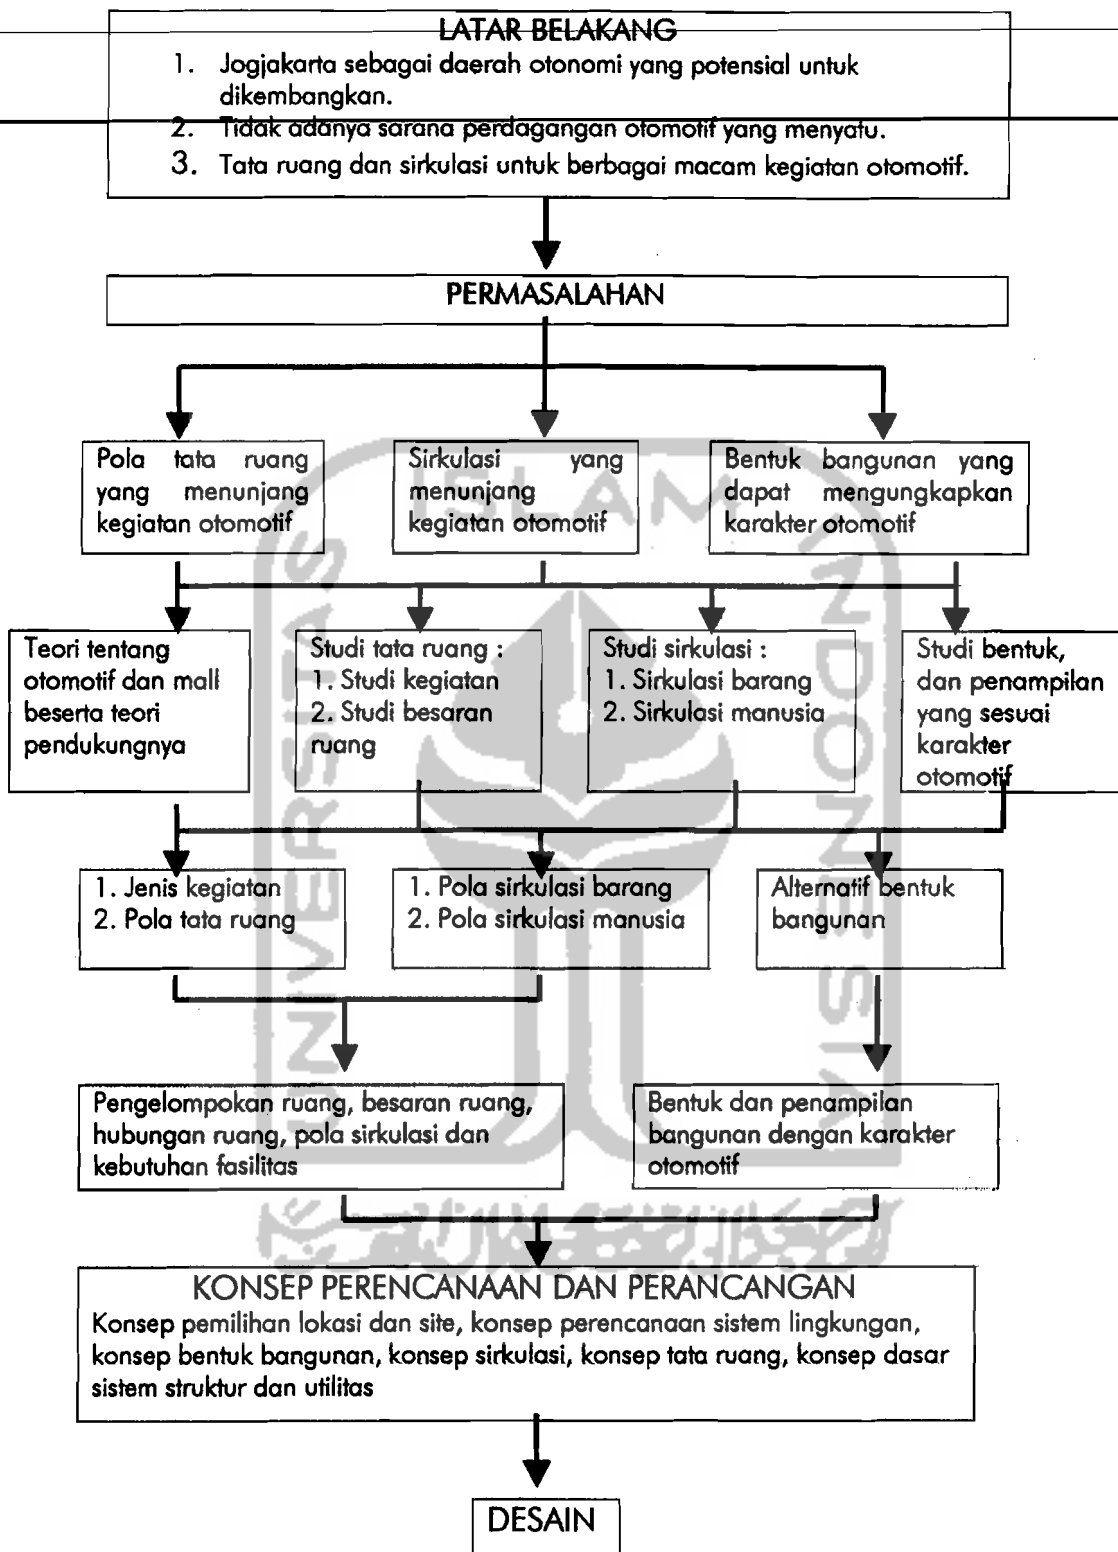 LATAR BELAKANG
1. Jogjakarta sebagai daerah otonomi yang potensial untuk
dikembangkan.
2. Tidak adanya sarana perdagangan otomotif yang menyatu.
3. Tata ruang dan sirkulasi untuk berbagai macam kegiatan otomotif.
PERMASALAHAN
Pola tata ruang
yang menunjang
kegiatan otomotif
Sirkulasi yang
menunjang
kegiatan otomotif
Bentuk bangunan yang
dapat mengungkapkan
karakter otomotif
Teori tentang
otomotif dan mall
beserta teori
pendukungnya
Studi tata ruang :
1. Studi kegiatan
2. Studi besaran
ruang
Studi sirkulasi :
1. Sirkulasi barang
2. Sirkulasi manusia
Studi bentuk,
dan penampilan
yang sesuai
karakter
otomotif
1. Jenis kegiatan
2. Pola tata ruang
1. Pola sirkulasi barang
2. Pola sirkulasi manusia
Alternatif bentuk
bangunan
Pengelompokan ruang, besaran ruang,
hubungan ruang, pola sirkulasi dan
kebutuhan fasilitas
Bentuk dan penampilan
bangunan dengan karakter
otomotif
KONSEP PERENCANAAN DAN PERANCANGAN
Konsep pemilihan lokasi dan site, konsep perencanaan sistem lingkungan,
konsep bentuk bangunan, konsep sirkulasi, konsep tata ruang, konsep dasar
sistem struktur dan utilitas
DESAIN
UNIVERSITAS
ISLAM
INDONESIA